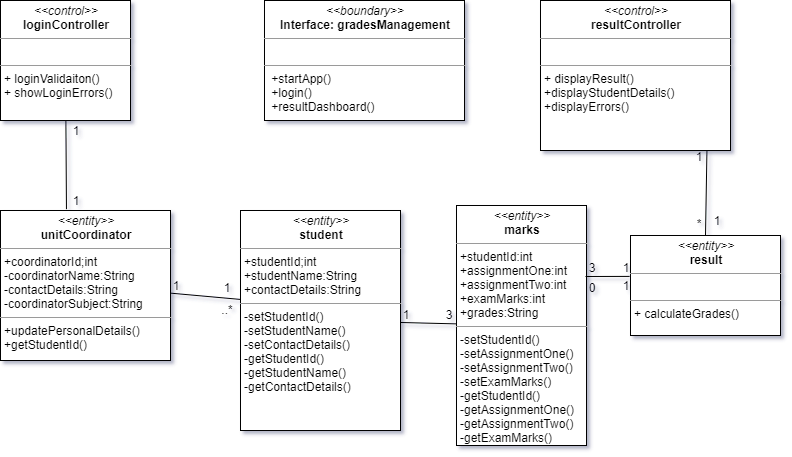 <<control>>
loginController
+ loginValidaiton()
+ showLoginErrors()
<<boundary>>
Interface: gradesManagement
+startApp()
+login()
+resultDashboard()
<<control>>
resultController
+ displayResult()
+displayStudentDetails()
+displayErrors()
1
1
1
* 1
<<entity>>
unitCoordinator
+coordinatorId;int
-coordinatorName:String
-contactDetails:String
-coordinatorSubject:String
+updatePersonalDetails()
+getStudentId()
1
1
..*
<<entity>>
student
+studentId;int
+studentName:String
+contactDetails:String
-setStudentId()
-setStudentName()
-setContactDetails()
-getStudentId()
-getStudentName()
-getContactDetails()
1
3
<<entity>>
marks
+studentId:int
+assignmentOne:int
+assignmentTwo:int
+examMarks:int
+grades:String
-setStudentId()
-setAssignmentOne()
-setAssignmentTwo()
-setExamMarks()
-getStudentId()
-getAssignmentOne()
-getAssignmentTwo()
-getExamMarks()
3 1
0 1
<<entity>>
result
+ calculateGrades()